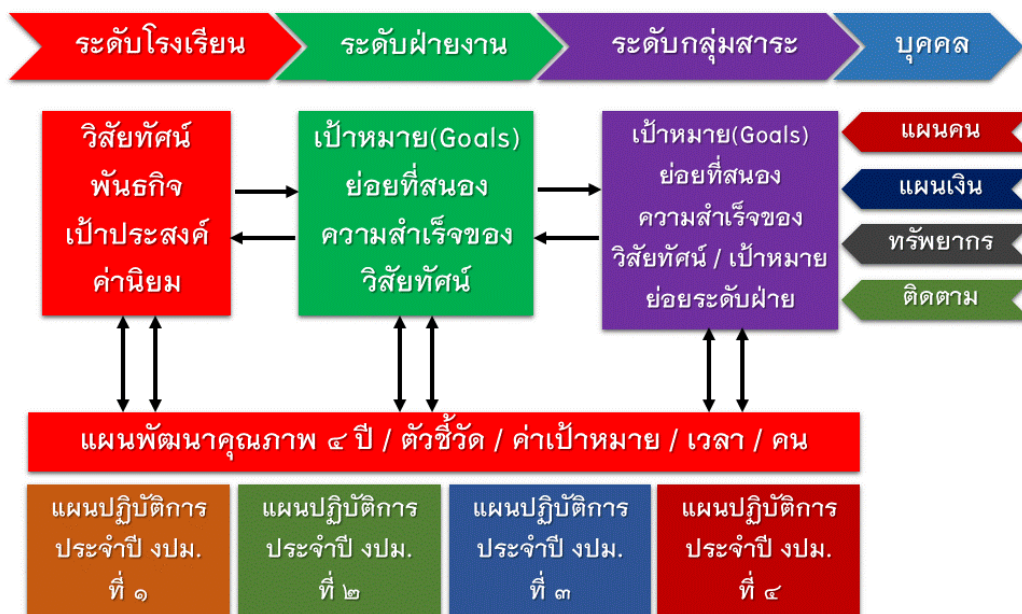 ระดับโรงเรียน
ระดับฝ่ายงาน
ระดับกลุ่มสาระ
บุคคล
วิสัยทัศน์
พันธกิจ
เป้าประสงค์
ค่านิยม
เป้าหมาย(Goals)
ย่อยที่สนอง
ความสำเร็จของ
วิสัยทัศน์
เป้าหมาย(Goals)
ย่อยที่สนอง
ความสำเร็จของ
วิสัยทัศน์ / เป้าหมาย
ย่อยระดับฝ่าย
แผนคน
แผนเงิน
ทรัพยากร
ติดตาม
แผนพัฒนาคุณภาพ ๔ ปี / ตัวชี้วัด / ค่าเป้าหมาย / เวลา / คน
แผนปฏิบัติการ
ประจำปี งปม.
ที่ ๑
แผนปฏิบัติการ
ประจำปี งปม.
ที่ ๒
แผนปฏิบัติการ
ประจำปี งปม.
ที่ ๓
แผนปฏิบัติการ
ประจำปี งปม.
ที่ ๔